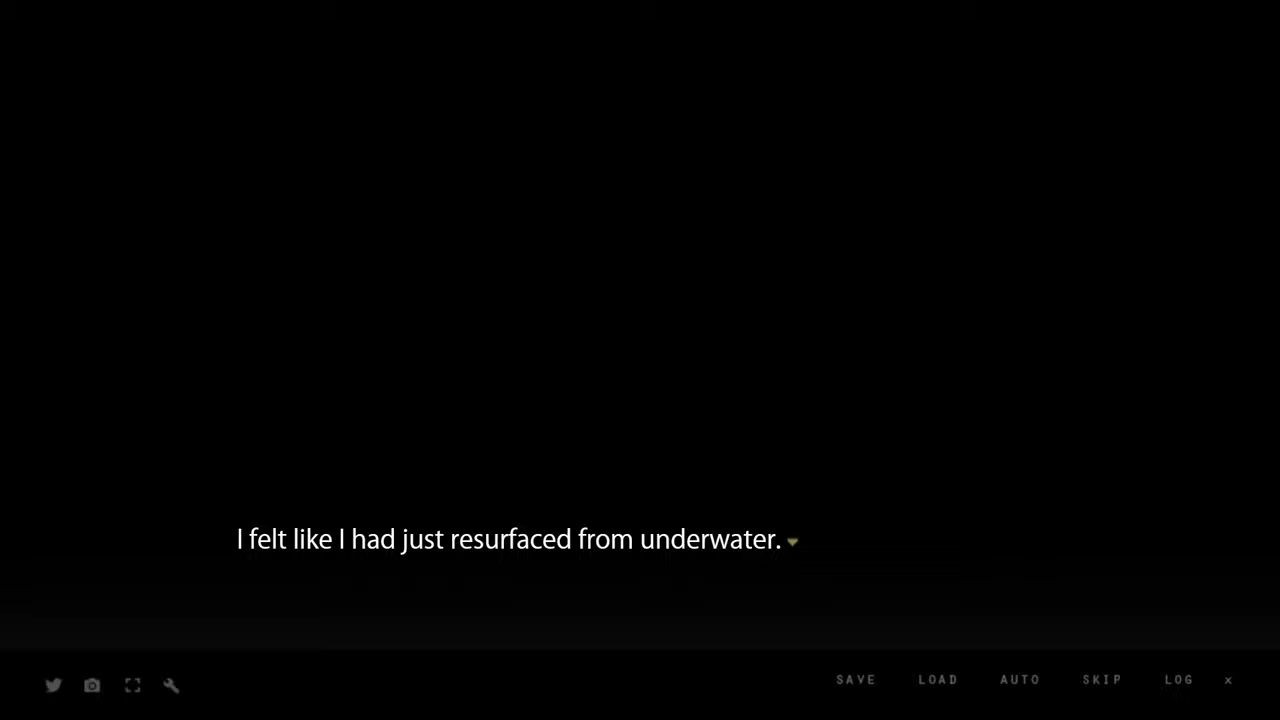 I felt like I had just resurfaced from underwater.
SAVE LOAD AUTO SKIP LOG ×